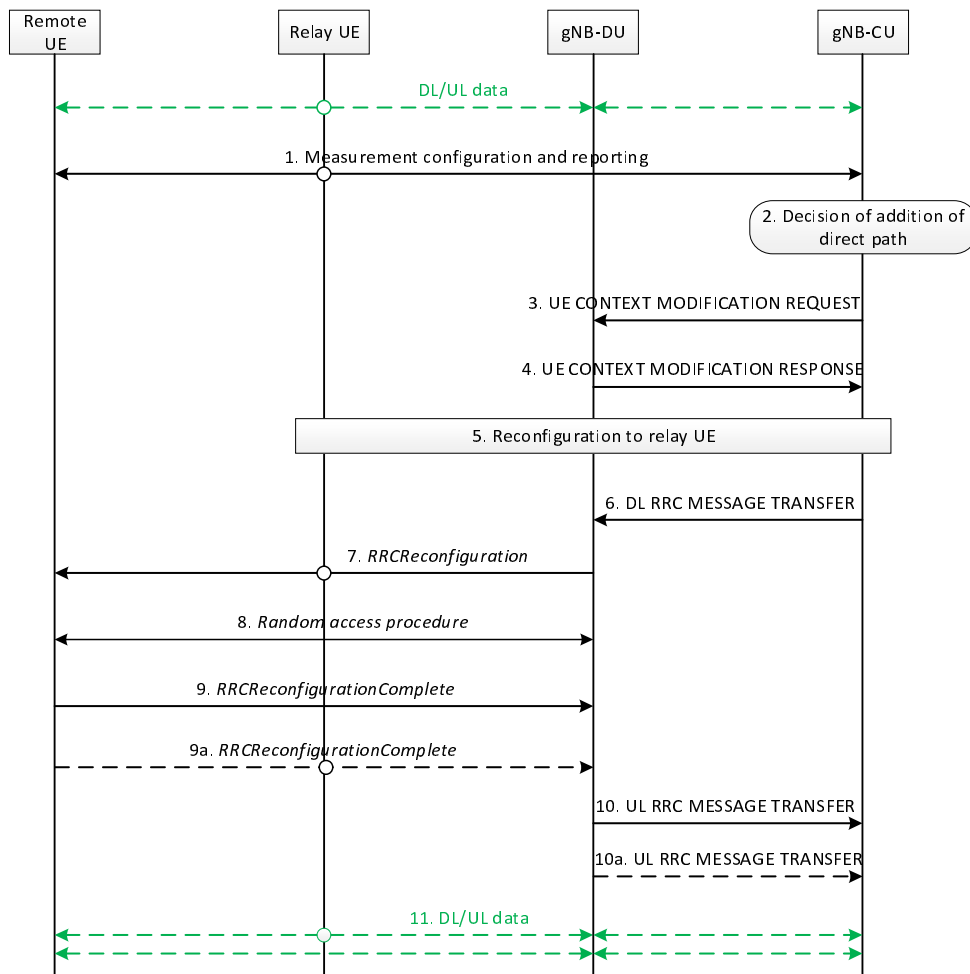 Remote
UE
Relay UE
gNB-DU
gNB-CU
DL/UL data
1. Measurement configuration and reporting
2. Decision of addition of
direct path
3. UE CONTEXT MODIFICATION REQUEST
4. UE CONTEXT MODIFICATION RESPONSE
5. Reconfiguration to relay UE
6. DL RRC MESSAGE TRANSFER
7. RRCReconfiguration
8. Random access procedure
9. RRCReconfigurationComplete
9a. RRCReconfigurationComplete
10. UL RRC MESSAGE TRANSFER
10a. UL RRC MESSAGE TRANSFER
11. DL/UL data